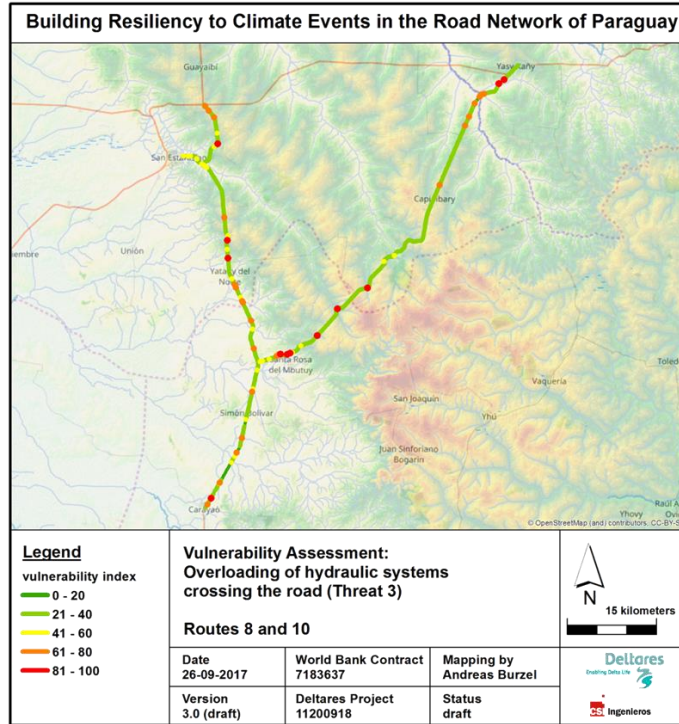 Building Resiliency to Climate Events in the Road Network of Paraguay
Guayaibí
Yasy Cañy
San Estanislao
Capiibary
Unión
Yataity del
Norte
Santa Rosa
del Mbutuy
Toledo
Vaquería
San Joaquín
Yhú
Simón Bolívar
Juan Sinforiano
Bogarín
Carayao
Yhovy
Raúl A
Ovi
© OpenStreetMap (and) contributors, CC-BY-S
Legend
vulnerability index
0 - 20
21 - 40
41 - 60
61 - 80
81 - 100
Vulnerability Assessment:
Overloading of hydraulic systems
crossing the road (Threat 3)
Routes 8 and 10
N
15 kilometers
Date
26-09-2017
World Bank Contract
7183637
Mapping by
Andreas Burzel
Version
3.0 (draft)
Deltares Project
11200918
Status
draft
Deltares
Enabling Delta Life
CSI Ingenieros